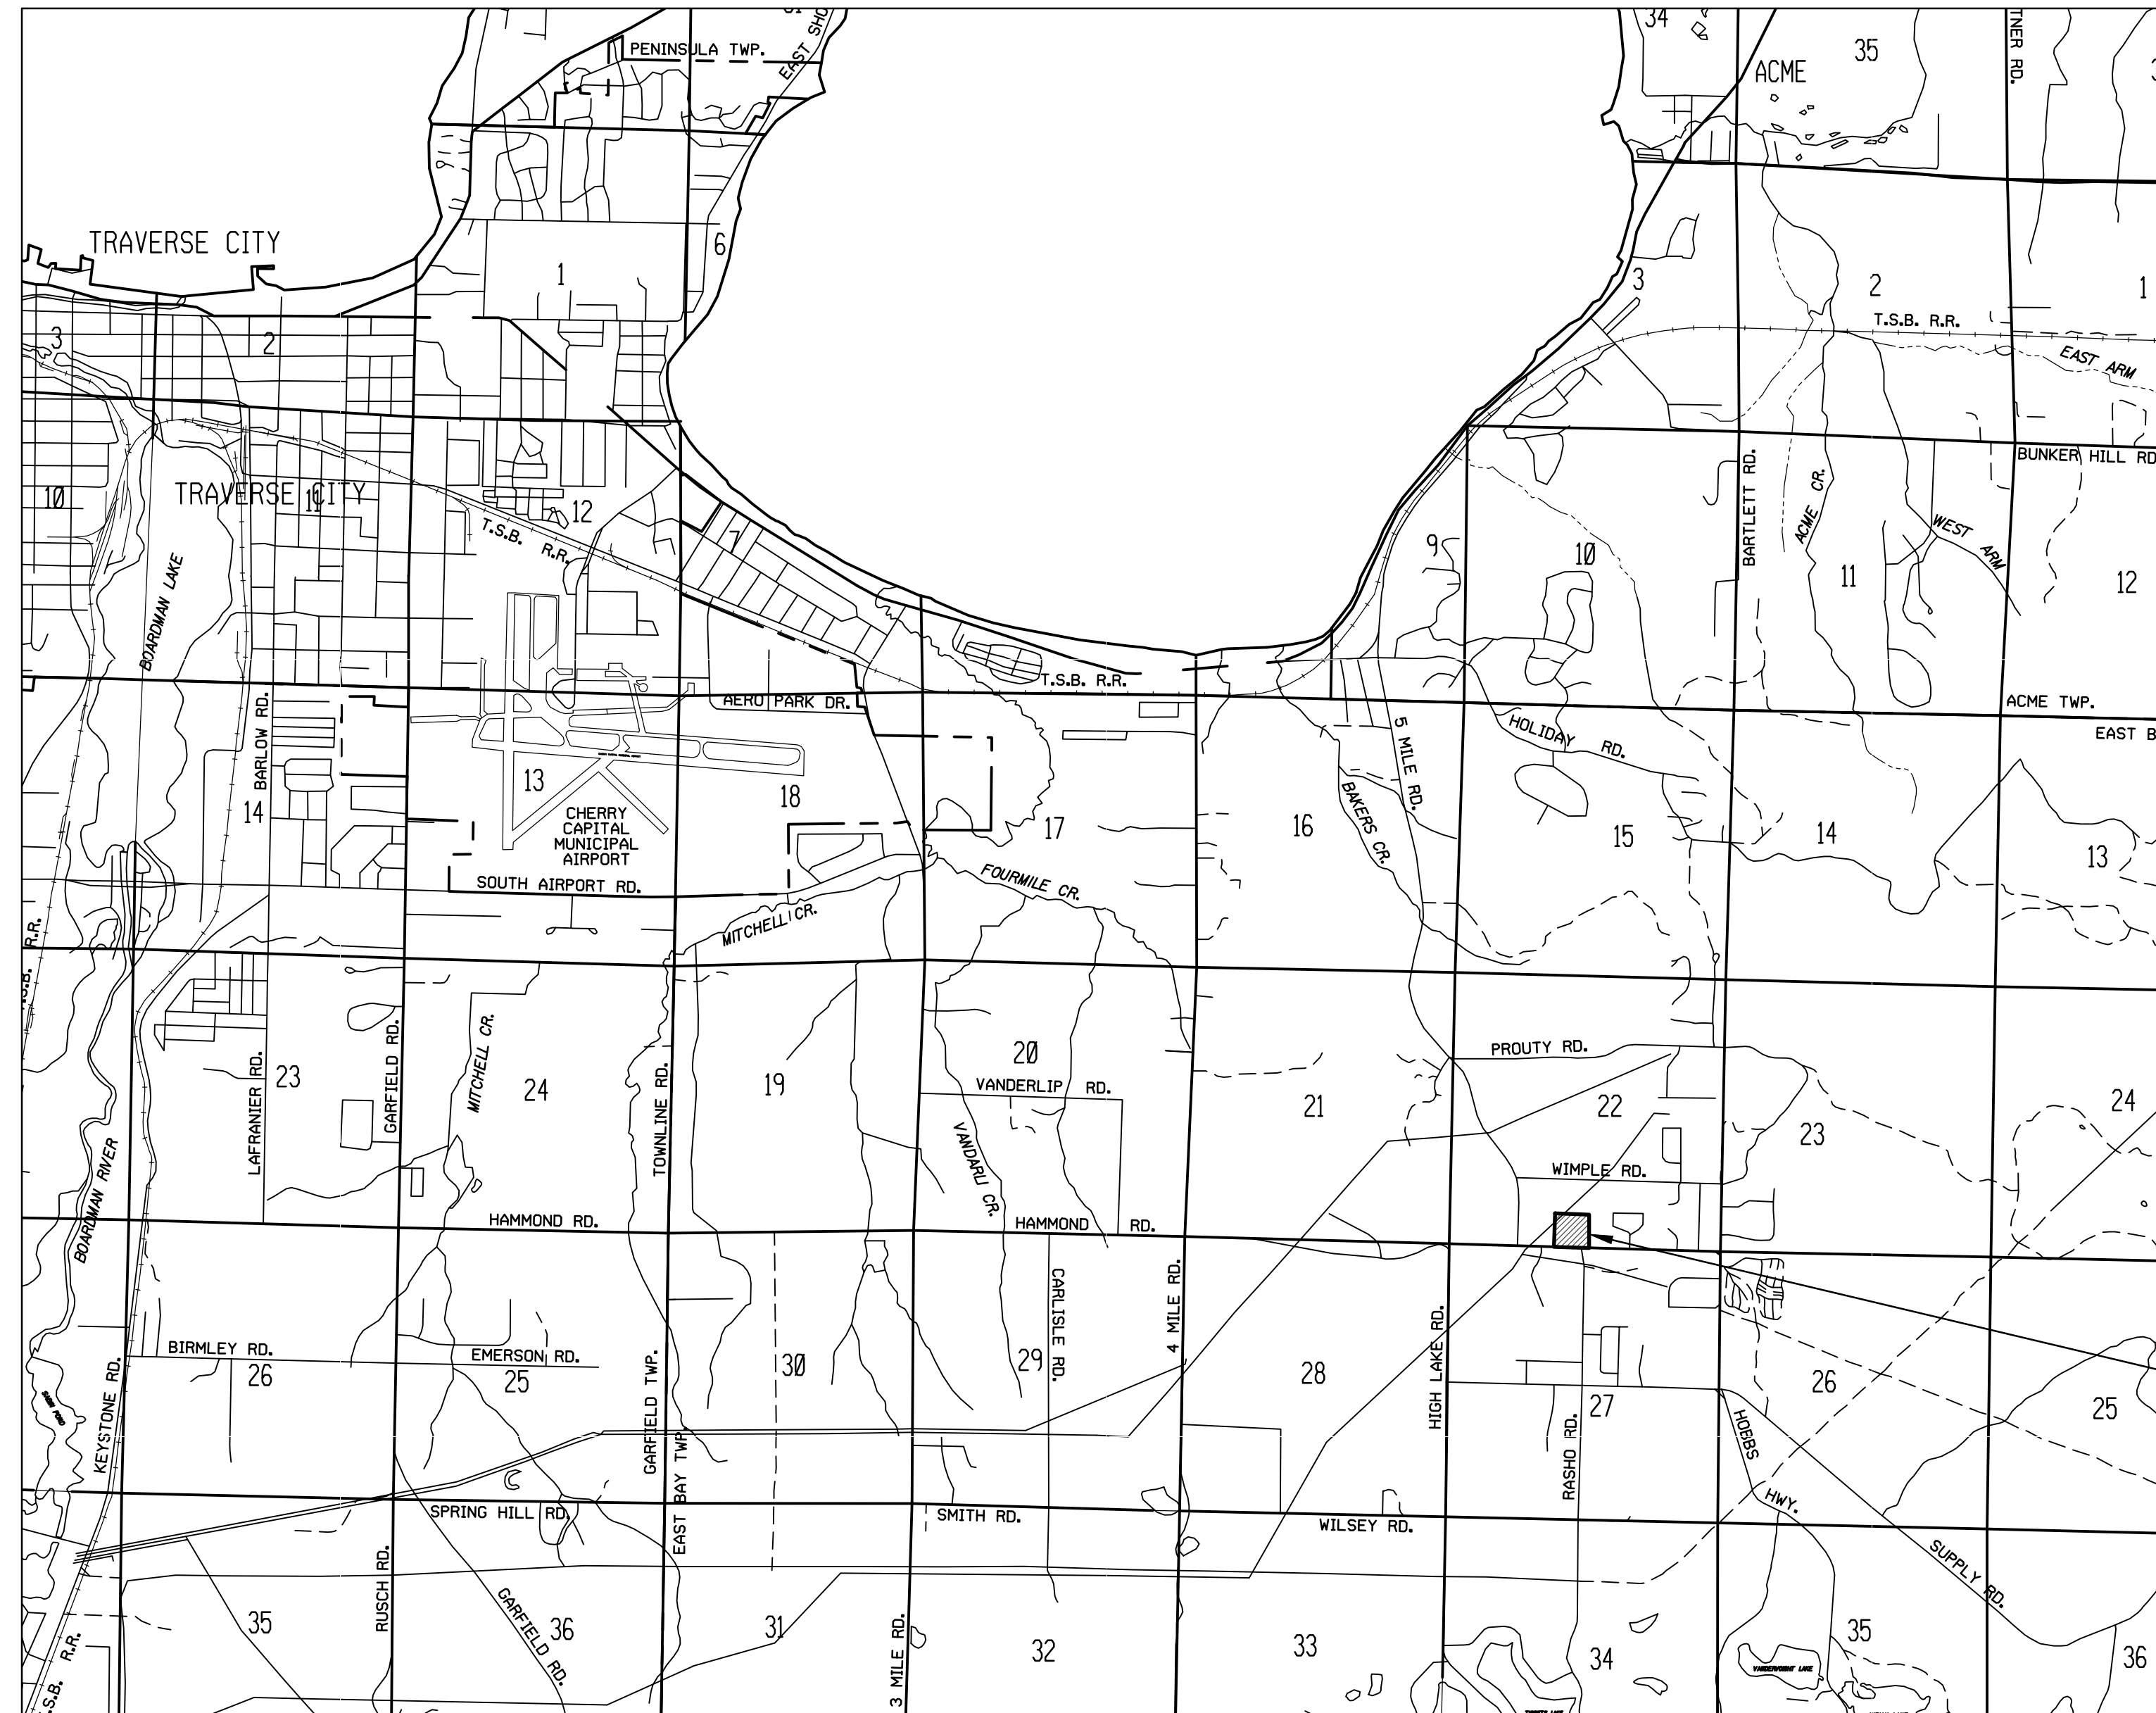 34
35
ACME
PENINSULA TWP.
EAST SHO
TNER RD.
TRAVERSE CITY
6
1
3
2
1
3
2
T.S.B. R.R.
EAST ARM
BUNKER HILL RD
TRAVERSE CITY
10
11
12
7
T.S.B. R.R.
BOARDMAN LAKE
9
10
BARTLETT RD.
ACME CR.
WEST ARM
11
12
T.S.B. R.R.
AERO PARK DR.
ACME TWP.
EAST B
BARLOW RD.
5 MILE RD.
HOLIDAY RD.
BAKERS CR.
14
13
18
17
16
15
14
13
CHERRY
CAPITAL
MUNICIPAL
AIRPORT
SOUTH AIRPORT RD.
FOURMILE CR.
MITCHELL CR.
R.R.
.S.B.
PROUTY RD.
LAFRANIER RD.
23
GARFIELD RD.
MITCHELL CR.
24
TOWNLINE RD.
19
20
VANDERLIP RD.
VANDARLI CR.
21
22
23
24
WIMPLE RD.
BOARDMAN RIVER
HAMMOND RD.
HAMMOND RD.
CARLISLE RD.
4 MILE RD.
HIGH LAKE RD.
BIRMLEY RD.
EMERSON RD.
26
25
30
29
28
27
26
25
SABIN POND
KEYSTONE RD.
GARFIELD TWP.
EAST BAY TWP.
RASHO RD.
HOBBS
HWY.
SPRING HILL RD.
SMITH RD.
WILSEY RD.
SUPPLY RD.
RUSCH RD.
GARFIELD RD.
3 MILE RD.
35
36
31
32
33
34
35
36
.S.B. R.R.